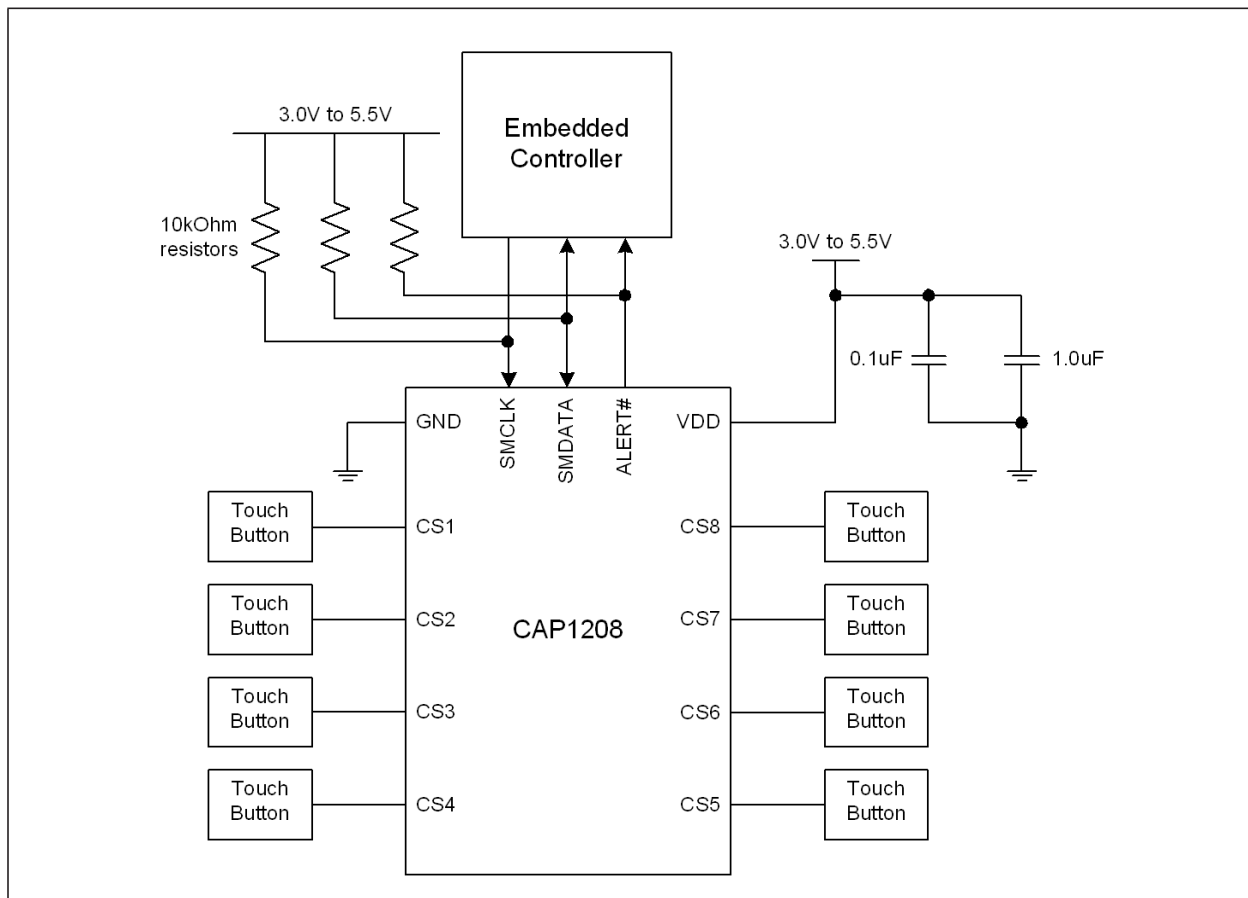 3.0V to 5.5V
Embedded
Controller
10kOhm
resistors
3.0V to 5.5V
0.1uF
1.0uF
GND
SMCLK
SMDATA
ALERT#
VDD
Touch
Button
CS1
CS8
Touch
Button
Touch
Button
CS2
CAP1208
CS7
Touch
Button
Touch
Button
CS3
CS6
Touch
Button
Touch
Button
CS4
CS5
Touch
Button